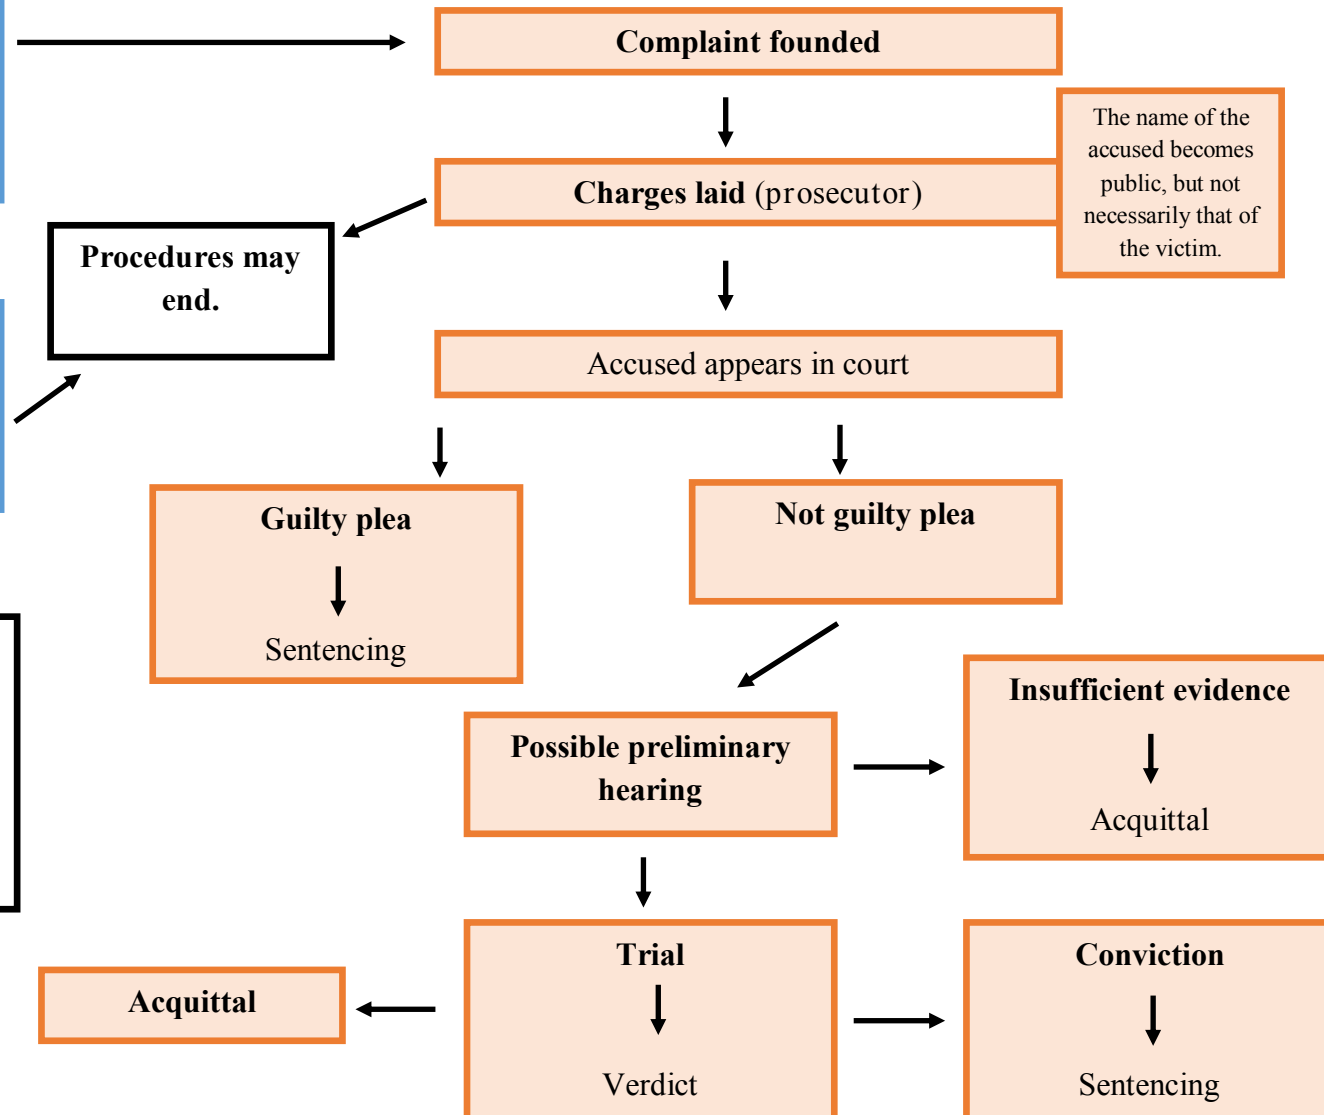 Complaint founded
The name of the
accused becomes
public, but not
necessarily that of
the victim.
Charges laid (prosecutor)
Procedures may
end.
Accused appears in court
Guilty plea
Sentencing
Not guilty plea
Possible preliminary
hearing
Insufficient evidence
Acquittal
Trial
Verdict
Acquittal
Conviction
Sentencing